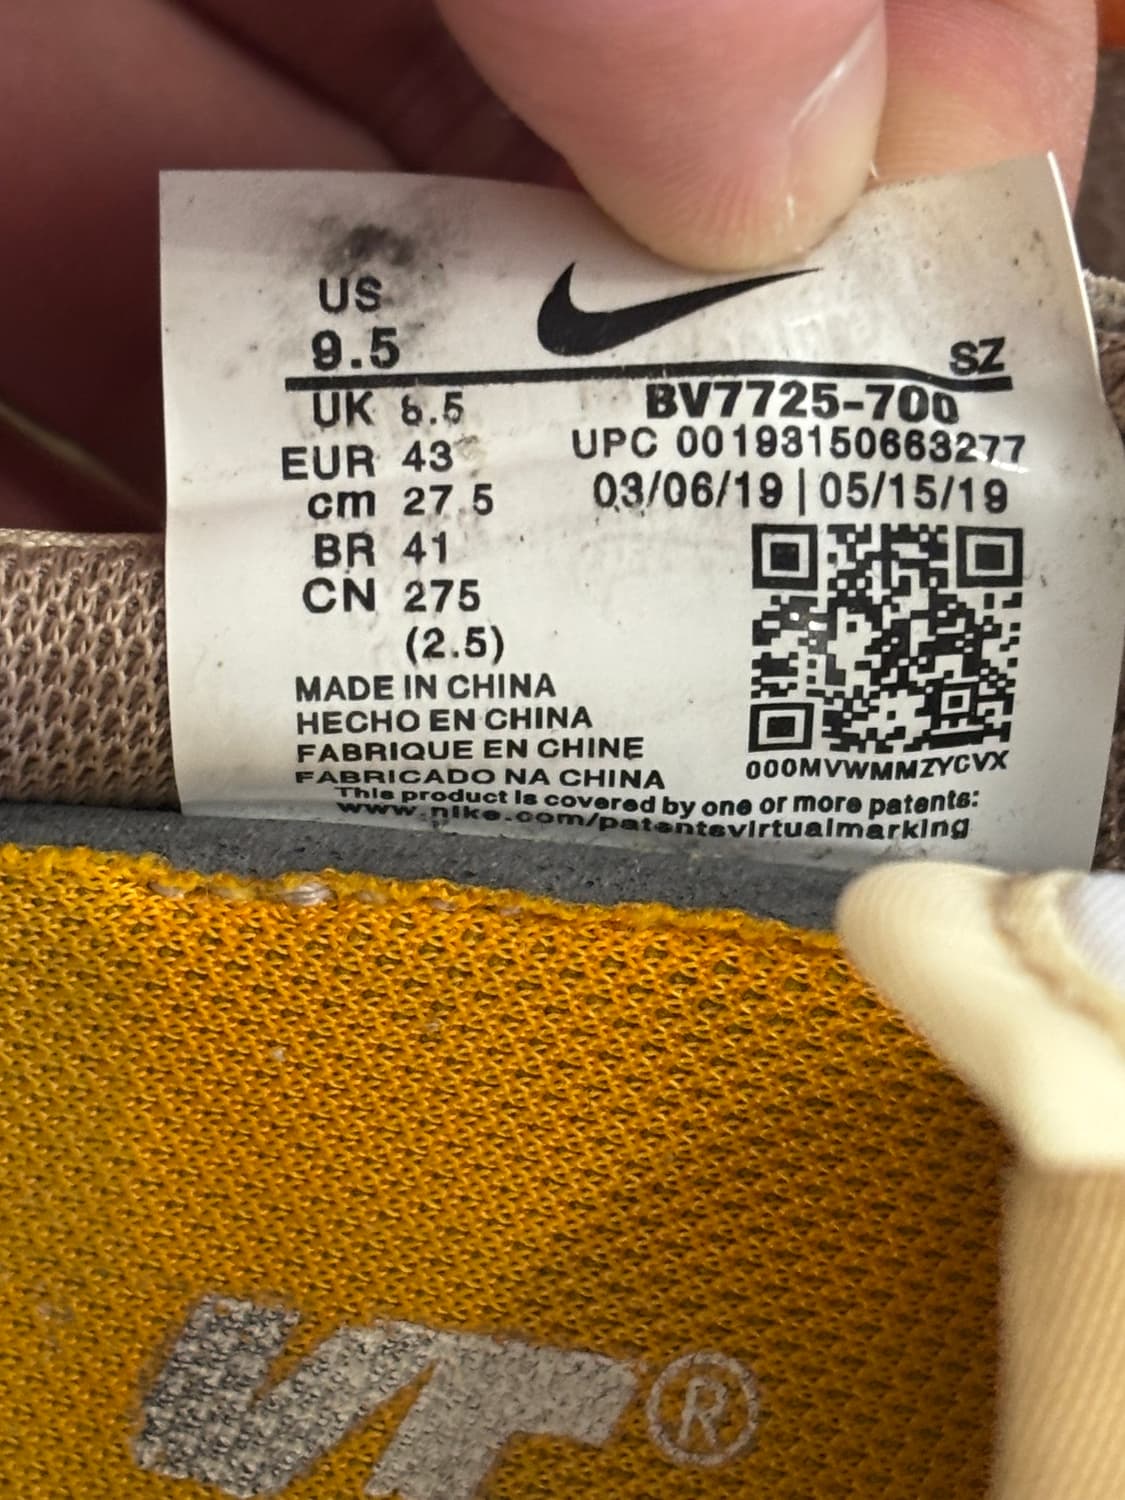 US
9.5
SZ
UK 8.5
BV7725-700
EUR 43
UPC 00193150663277
cm 27.5
03/06/19 | 05/15/19
BR 41
CN 275
(2.5)
MADE IN CHINA
HECHO EN CHINA
FABRIQUE EN CHINE
FABRICADO NA CHINA
000MVWMMZYCVX
This product is covered by one or more patents:
www.nike.com/patentsvirtualmarking
®